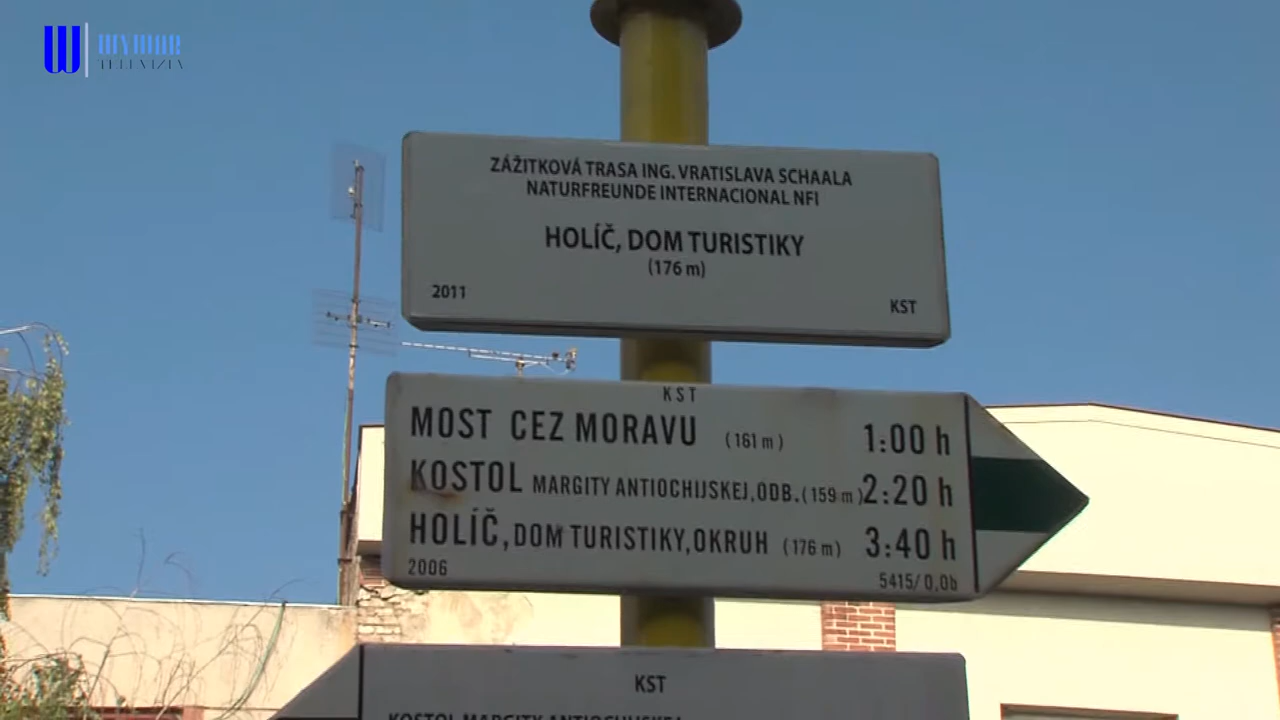 W
WYWAR
TELEVÍZIA
ZÁŽITKOVÁ TRASA ING. VRATISLAVA SCHAALA
NATURFREUNDE INTERNACIONAL NFI
HOLÍČ, DOM TURISTIKY
(176 m)
2011
KST
KST
MOST CEZ MORAVU (161 m) 1:00 h
KOSTOL MARGITY ANTIOCHIJSKEJ,ODB.(159 m) 2:20 h
HOLÍČ, DOM TURISTIKY,OKRUH (176 m) 3:40 h
2006
5415/0,0b
KST
KOSTOL MARGITY ANTIOCHIJSKEJ